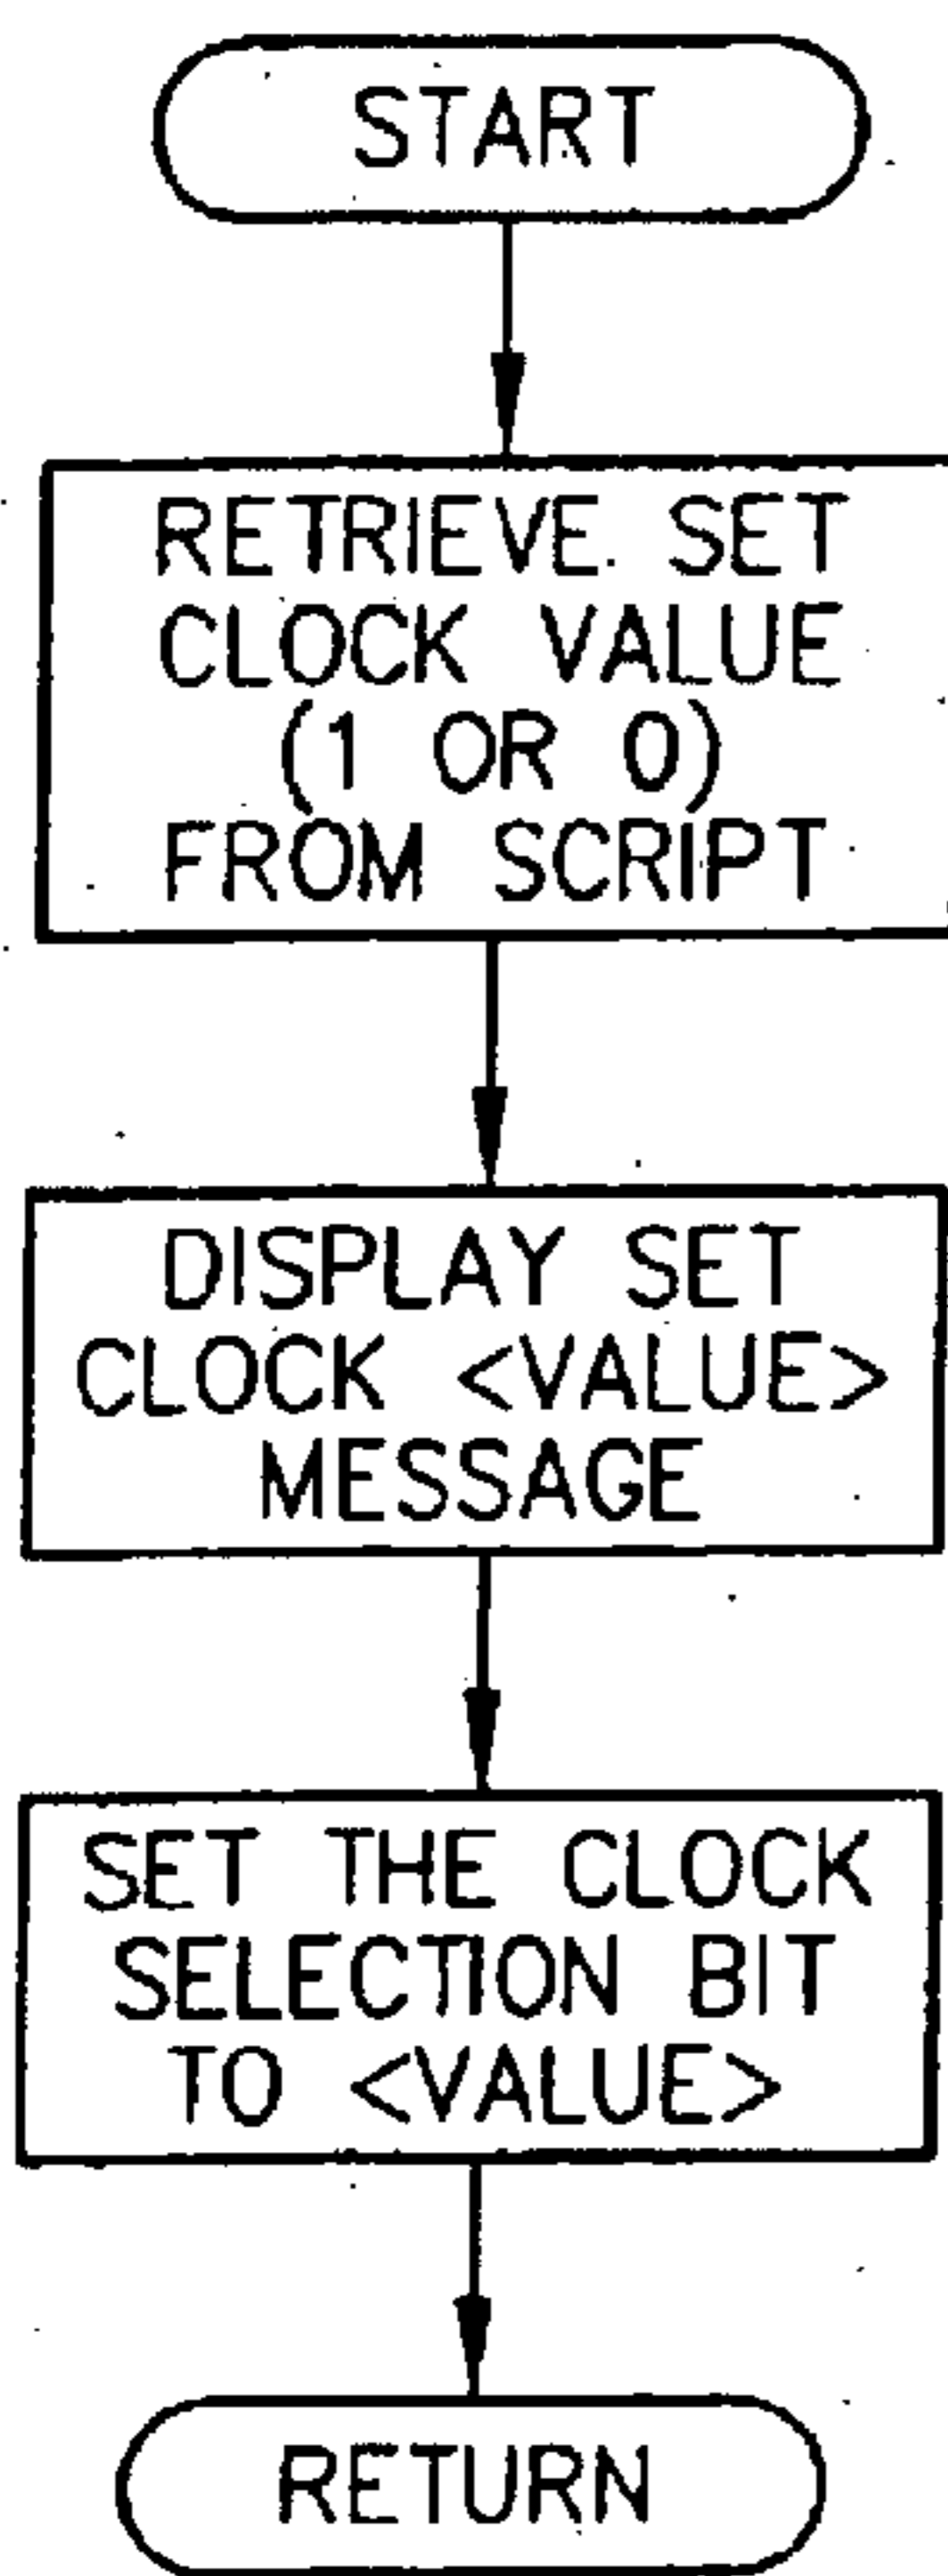 START
RETRIEVE SET
CLOCK VALUE
(1 OR 0)
FROM SCRIPT
DISPLAY SET
CLOCK <VALUE>
MESSAGE
SET THE CLOCK
SELECTION BIT
TO <VALUE>
RETURN